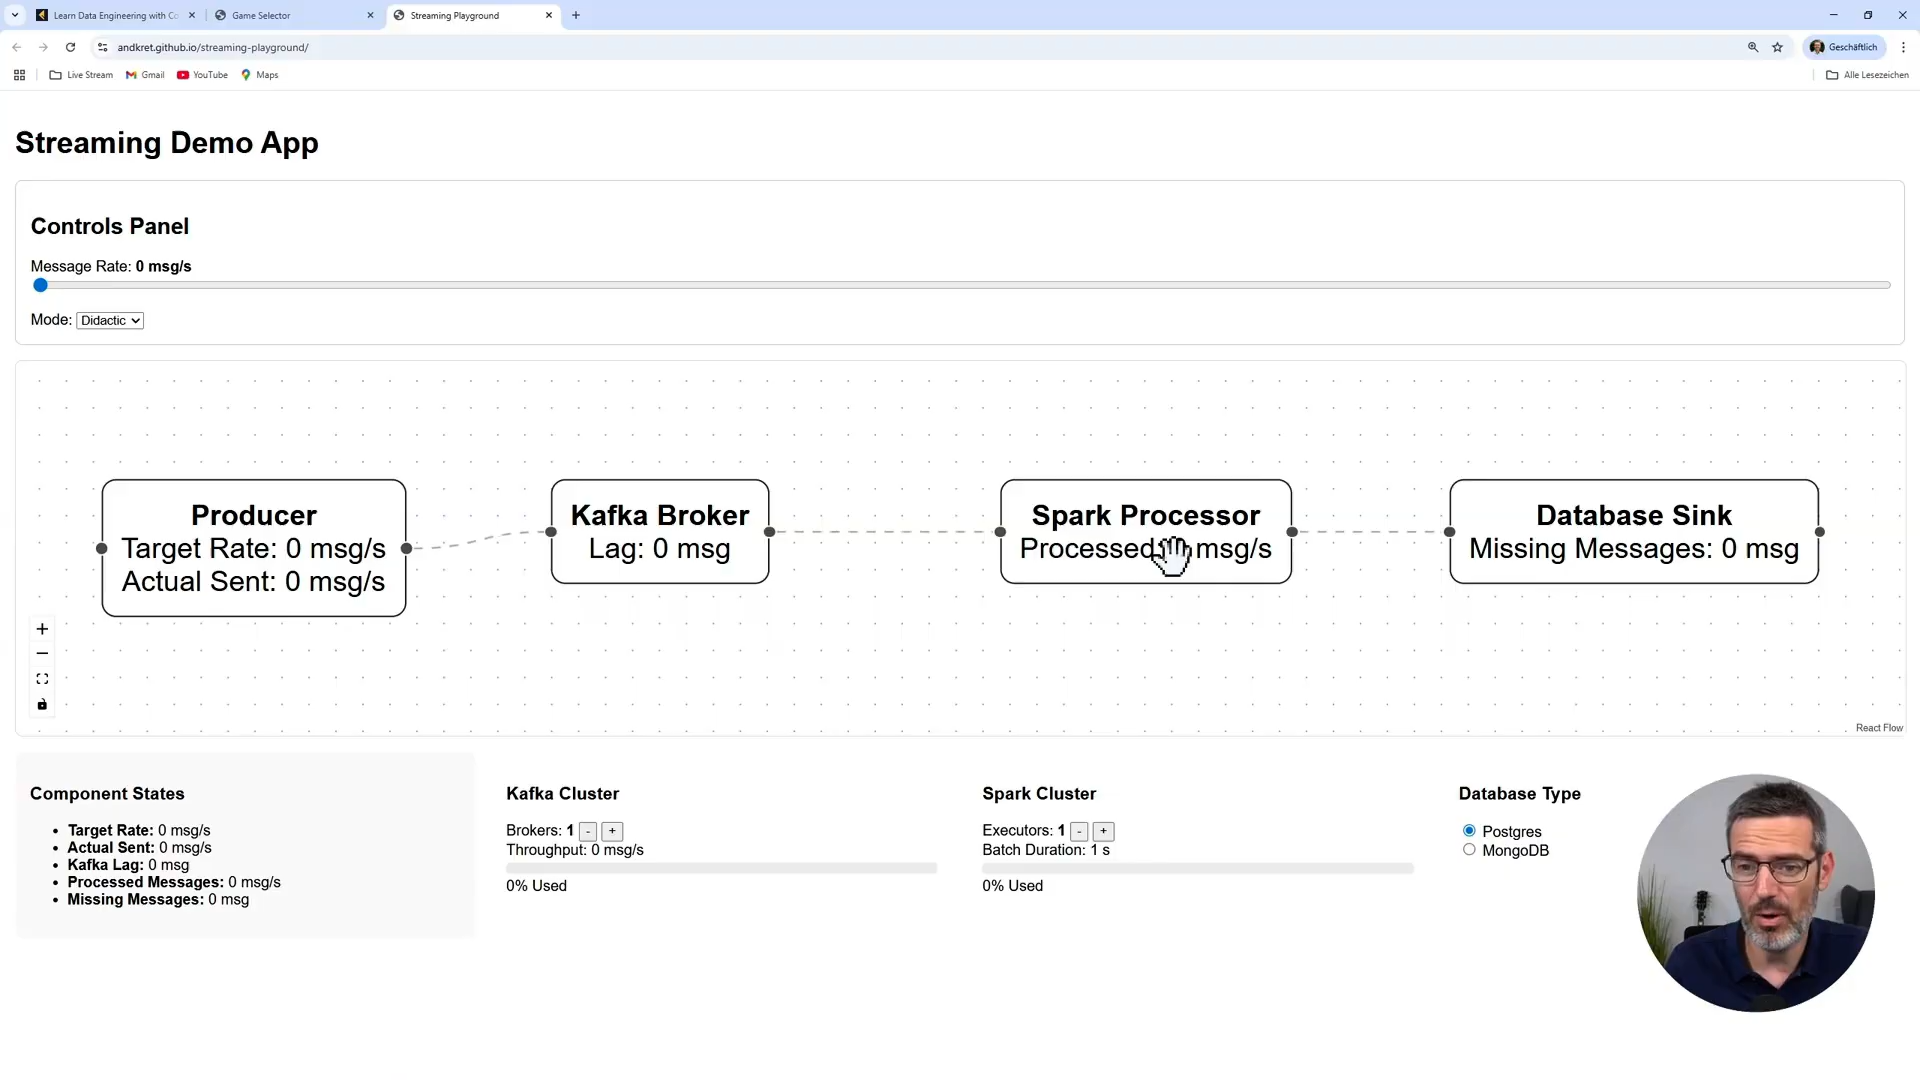 Learn Data Engineering with Co
Game Selector
Streaming Playground
andkret.github.io/streaming-playground/
Geschäftlich
Live Stream
Gmail
YouTube
Maps
Alle Lesezeichen
Streaming Demo App
Controls Panel
Message Rate: 0 msg/s
Mode: Didactic
Producer
Target Rate: 0 msg/s
Actual Sent: 0 msg/s
Kafka Broker
Lag: 0 msg
Spark Processor
Processed msg/s
Database Sink
Missing Messages: 0 msg
React Flow
Component States
• Target Rate: 0 msg/s
• Actual Sent: 0 msg/s
• Kafka Lag: 0 msg
• Processed Messages: 0 msg/s
• Missing Messages: 0 msg
Kafka Cluster
Brokers: 1 - +
Throughput: 0 msg/s
0% Used
Spark Cluster
Executors: 1 - +
Batch Duration: 1 s
0% Used
Database Type
Postgres
MongoDB